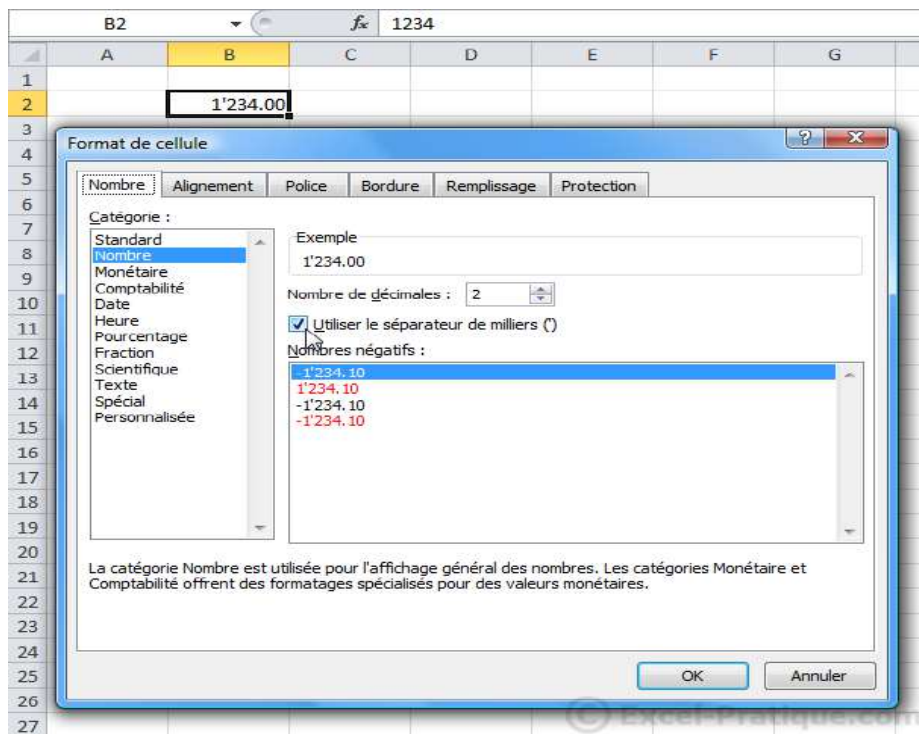 B2 fx 1234
A B C D E F G
1
2 1'234.00
3
Format de cellule
4
5
Nombre Alignement Police Bordure Remplissage Protection
6
Catégorie :
7
Standard
Exemple
8
Nombre
1'234.00
Monétaire
9
Comptabilité
Nombre de décimales : 2
10
Date
Heure
11
Utiliser le séparateur de milliers (')
Pourcentage
12
Fraction
Nombres négatifs :
Scientifique
-1'234.10
13
Texte
1'234.10
14
Spécial
-1'234.10
Personnalisée
-1'234.10
15
16
17
18
19
20
La catégorie Nombre est utilisée pour l'affichage général des nombres. Les catégories Monétaire et
21
Comptabilité offrent des formatages spécialisés pour des valeurs monétaires.
22
23
24
25
OK Annuler
26
© Excel-Pratique.com
27